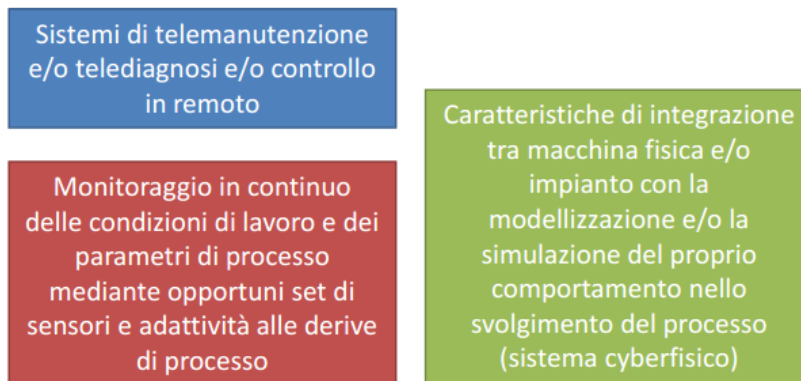 Sistemi di telemanutenzione
e/o telediagnosi e/o controllo
in remoto
Monitoraggio in continuo
delle condizioni di lavoro e dei
parametri di processo
mediante opportuni set di
sensori e adattività alle derive
di processo
Caratteristiche di integrazione
tra macchina fisica e/o
impianto con la
modellizzazione e/o la
simulazione del proprio
comportamento nello
svolgimento del processo
(sistema cyberfisico)